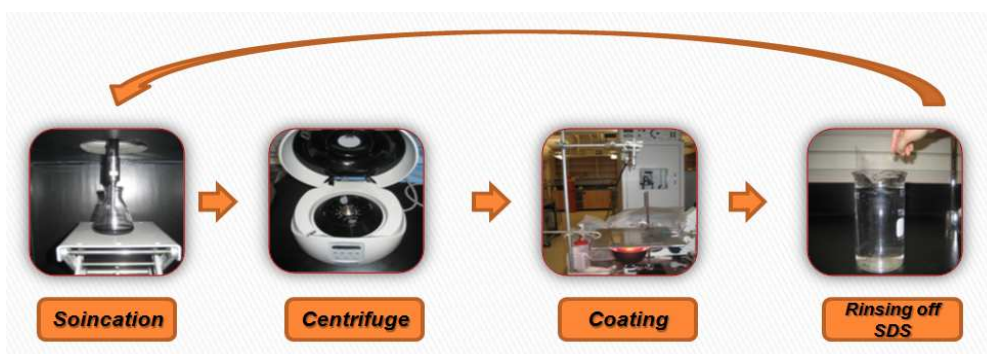 Soincation
Centrifuge
Coating
Rinsing off
SDS